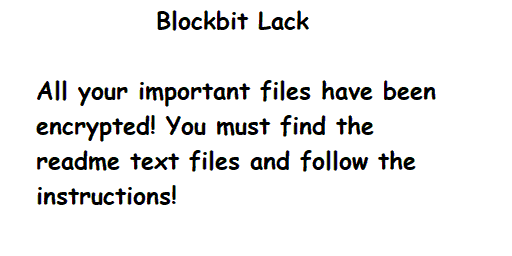 Blockbit Lack
All your important files have been
encrypted! You must find the
readme text files and follow the
instructions!